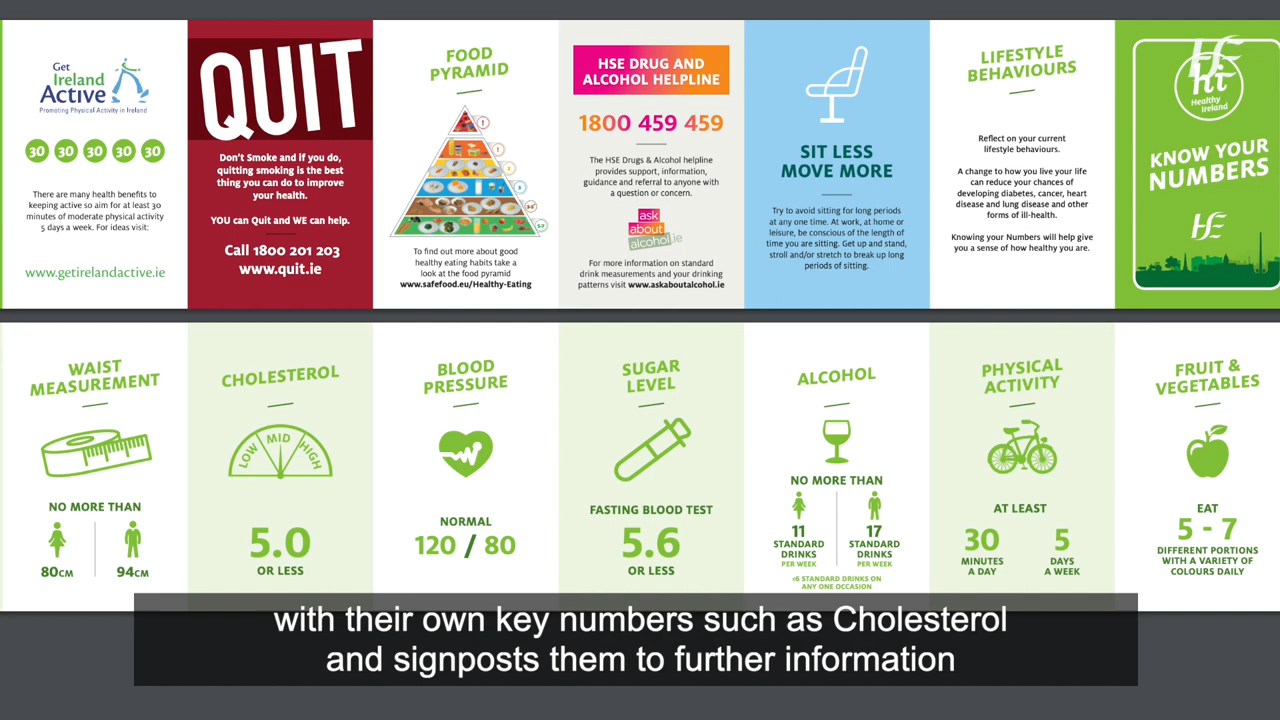 Get
Ireland
Active
Promoting Physical Activity in Ireland
30 30 30 30 30
There are many health benefits to
keeping active so aim for at least 30
minutes of moderate physical activity
5 days a week. For ideas visit:
www.getirelandactive.ie
QUIT
Don't Smoke and if you do,
quitting smoking is the best
thing you can do to improve
your health.
YOU can Quit and WE can help.
Call 1800 201 203
www.quit.ie
FOOD
PYRAMID
To find out more about good
healthy eating habits take a
look at the food pyramid
www.safefood.eu/Healthy-Eating
HSE DRUG AND
ALCOHOL HELPLINE
1800 459 459
The HSE Drugs & Alcohol helpline
provides support, information,
guidance and referral to anyone with
a question or concern.
ask
about
alcohol.ie
For more information on standard
drink measurements and your drinking
patterns visit www.askaboutalcohol.ie
SIT LESS
MOVE MORE
Try to avoid sitting for long periods
at any one time. At work, at home or
leisure, be conscious of the length of
time you are sitting. Get up and stand,
stroll and/or stretch to break up long
periods of sitting.
LIFESTYLE
BEHAVIOURS
Reflect on your current
lifestyle behaviours.
A change to how you live your life
can reduce your chances of
developing diabetes, cancer, heart
disease and lung disease and other
forms of ill-health.
Knowing your Numbers will help give
you a sense of how healthy you are.
hi
Healthy
Ireland
KNOW YOUR
NUMBERS
WAIST
MEASUREMENT
NO MORE THAN
80CM
94CM
CHOLESTEROL
LOW MID HIGH
5.0
OR LESS
BLOOD
PRESSURE
NORMAL
120 / 80
SUGAR
LEVEL
FASTING BLOOD TEST
5.6
OR LESS
ALCOHOL
NO MORE THAN
11
STANDARD
DRINKS
PER WEEK
17
STANDARD
DRINKS
PER WEEK
<6 STANDARD DRINKS ON
ANY ONE OCCASION
PHYSICAL
ACTIVITY
AT LEAST
30
MINUTES
A DAY
5
DAYS
A WEEK
FRUIT &
VEGETABLES
EAT
5 - 7
DIFFERENT PORTIONS
WITH A VARIETY OF
COLOURS DAILY
with their own key numbers such as Cholesterol
and signposts them to further information